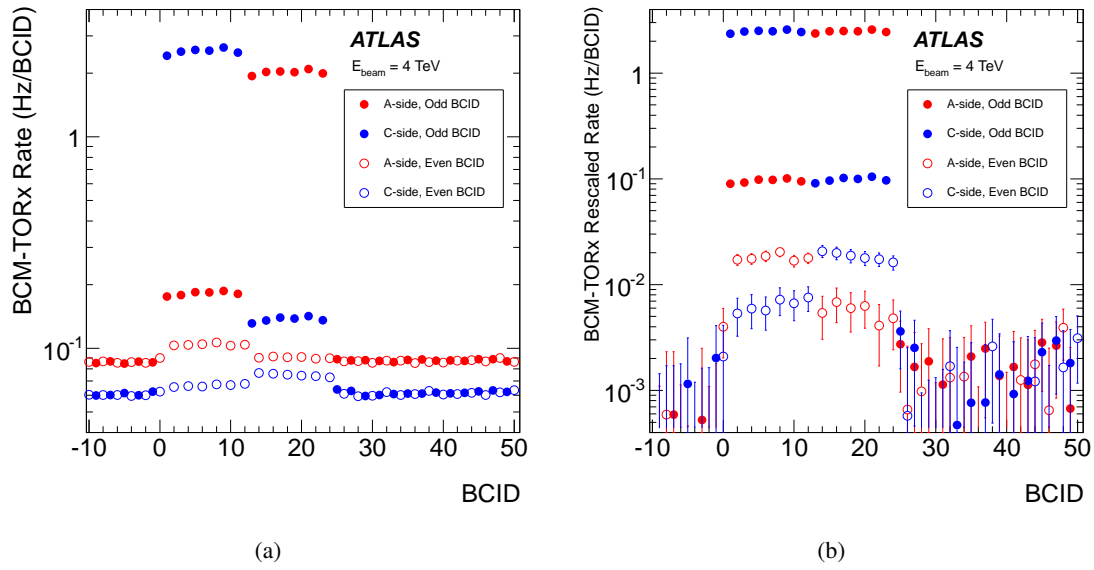 ATLAS
E_beam = 4 TeV
A-side, Odd BCID
C-side, Odd BCID
A-side, Even BCID
C-side, Even BCID
BCM-TORx Rate (Hz/BCID)
1
10^-1
-10 0 10 20 30 40 50
BCID
(a)
ATLAS
E_beam = 4 TeV
A-side, Odd BCID
C-side, Odd BCID
A-side, Even BCID
C-side, Even BCID
BCM-TORx Rescaled Rate (Hz/BCID)
1
10^-1
10^-2
10^-3
-10 0 10 20 30 40 50
BCID
(b)